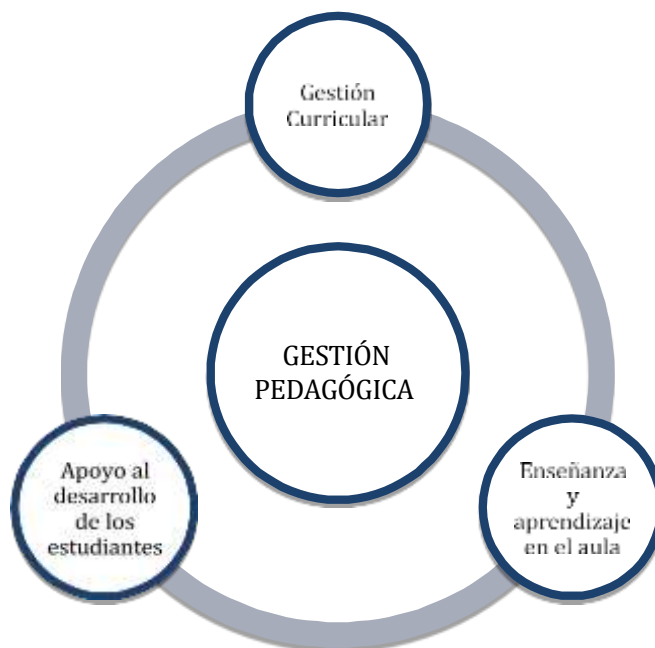 Gestión
Curricular
GESTIÓN
PEDAGÓGICA
Apoyo al
desarrollo
de los
estudiantes
Enseñanza
y
aprendizaje
en el aula